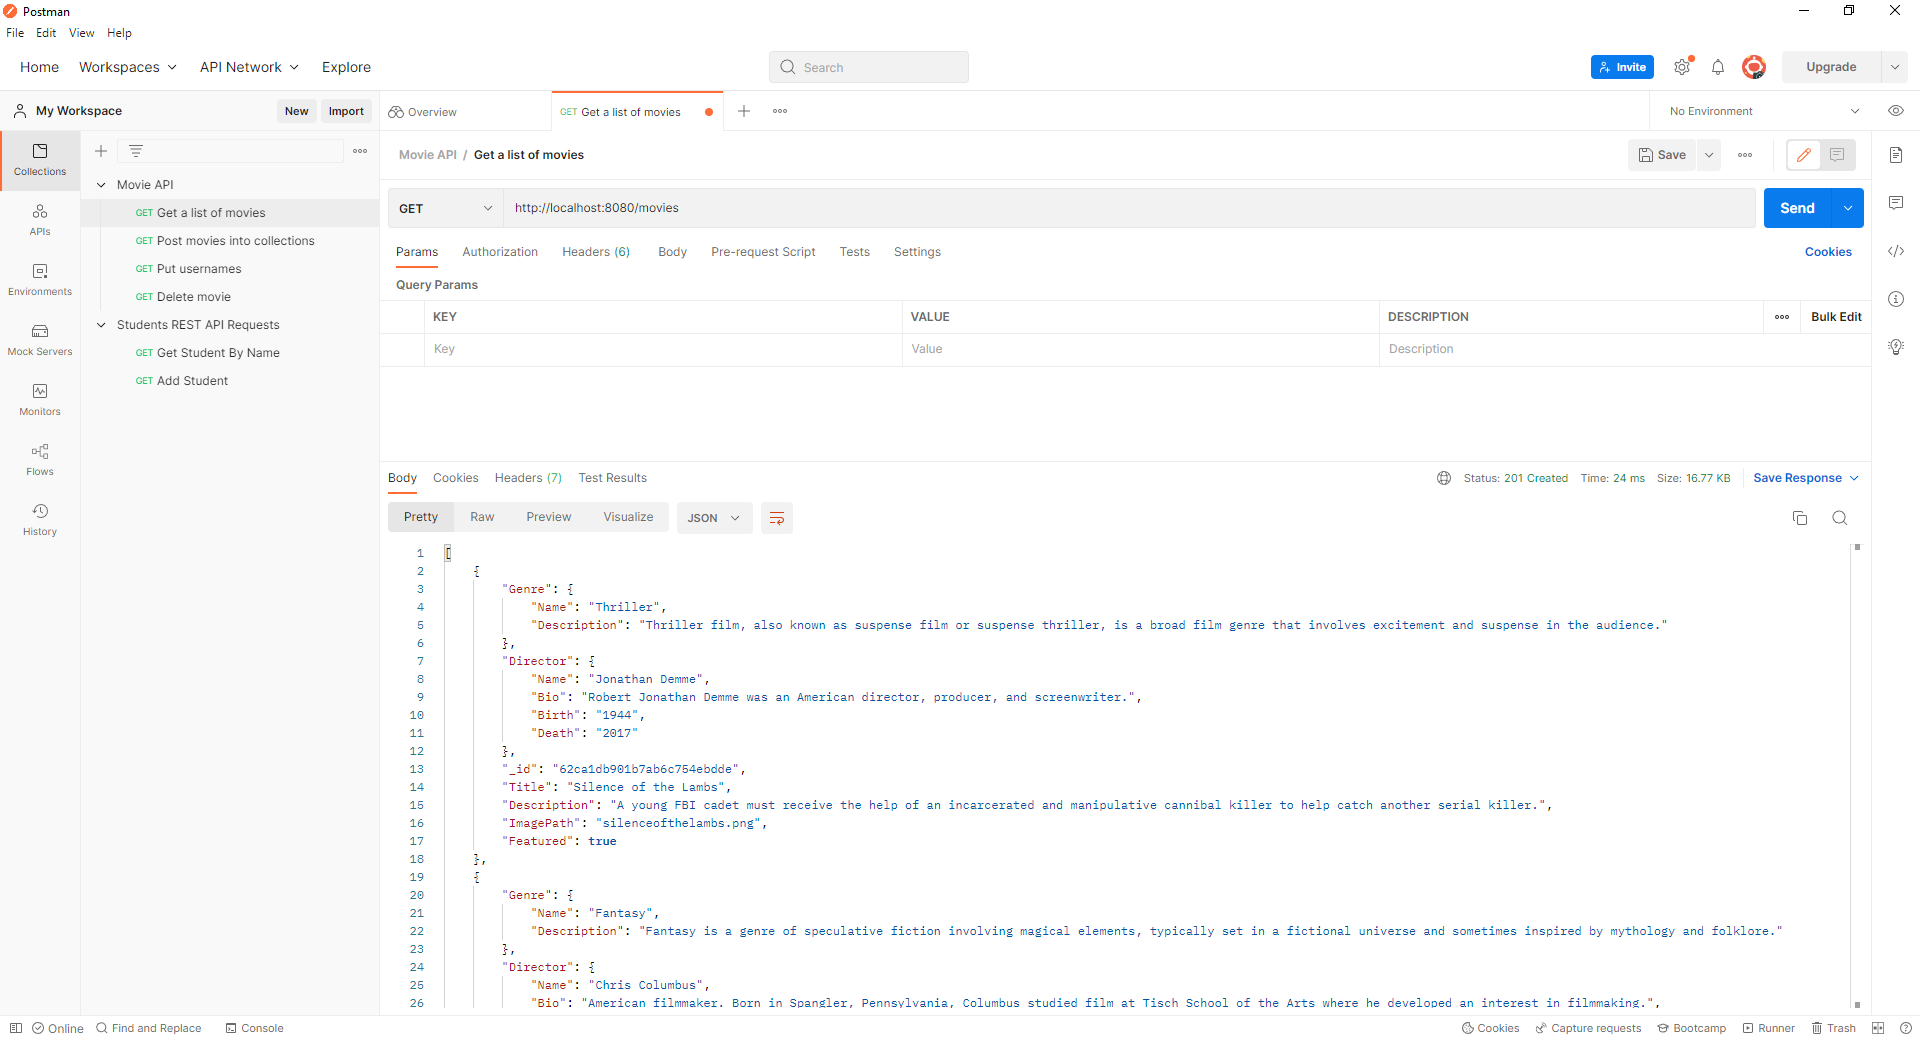 Postman
File Edit View Help
Home Workspaces API Network Explore Search Invite Upgrade
My Workspace New Import Overview GET Get a list of movies No Environment
Collections
APIs
Environments
Mock Servers
Monitors
Flows
History
Movie API
GET Get a list of movies
GET Post movies into collections
GET Put usernames
GET Delete movie
Students REST API Requests
GET Get Student By Name
GET Add Student
Movie API / Get a list of movies Save
GET http://localhost:8080/movies Send
Params Authorization Headers (6) Body Pre-request Script Tests Settings Cookies
Query Params
KEY VALUE DESCRIPTION Bulk Edit
Key Value Description
Body Cookies Headers (7) Test Results Status: 201 Created Time: 24 ms Size: 16.77 KB Save Response
Pretty Raw Preview Visualize JSON
1 [
2 {
3 "Genre": {
4 "Name": "Thriller",
5 "Description": "Thriller film, also known as suspense film or suspense thriller, is a broad film genre that involves excitement and suspense in the audience."
6 },
7 "Director": {
8 "Name": "Jonathan Demme",
9 "Bio": "Robert Jonathan Demme was an American director, producer, and screenwriter.",
10 "Birth": "1944",
11 "Death": "2017"
12 },
13 "_id": "62ca1db901b7ab6c754ebdde",
14 "Title": "Silence of the Lambs",
15 "Description": "A young FBI cadet must receive the help of an incarcerated and manipulative cannibal killer to help catch another serial killer.",
16 "ImagePath": "silenceofthelambs.png",
17 "Featured": true
18 },
19 {
20 "Genre": {
21 "Name": "Fantasy",
22 "Description": "Fantasy is a genre of speculative fiction involving magical elements, typically set in a fictional universe and sometimes inspired by mythology and folklore."
23 },
24 "Director": {
25 "Name": "Chris Columbus",
26 "Bio": "American filmmaker. Born in Spangler, Pennsylvania, Columbus studied film at Tisch School of the Arts where he developed an interest in filmmaking.",
Online Find and Replace Console Cookies Capture requests Bootcamp Runner Trash